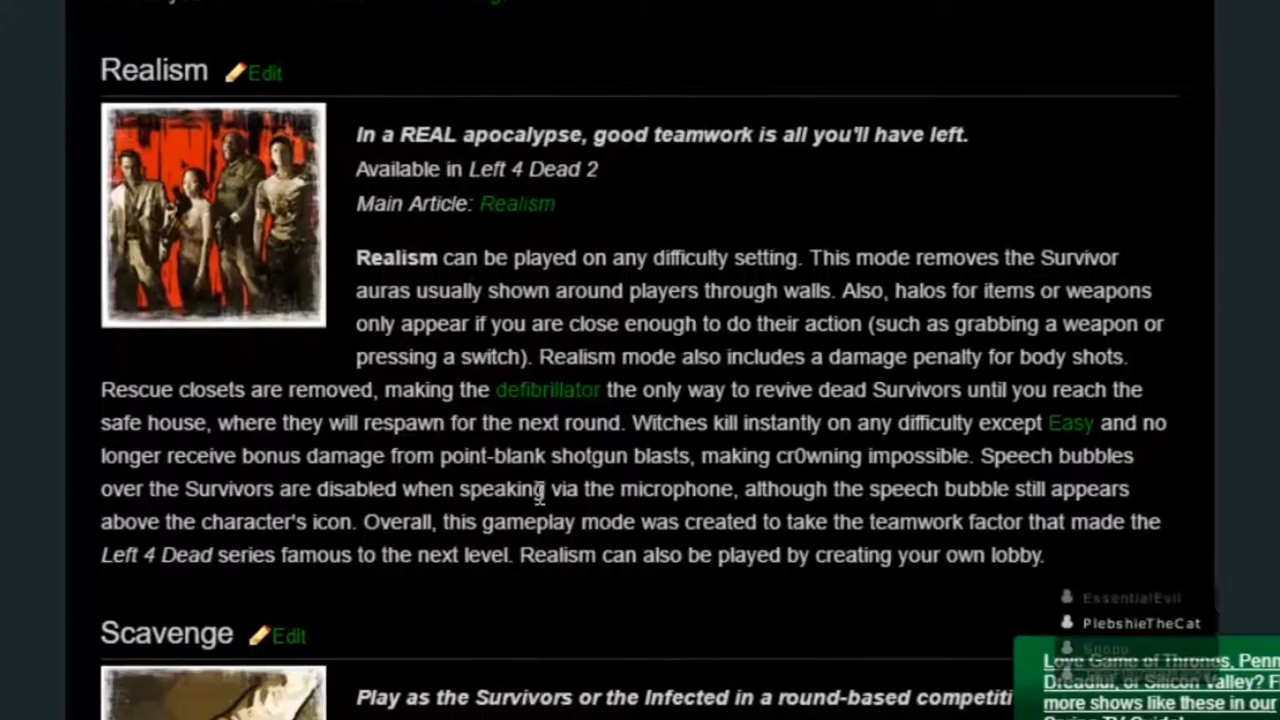 Realism Edit
In a REAL apocalypse, good teamwork is all you'll have left.
Available in Left 4 Dead 2
Main Article: Realism
Realism can be played on any difficulty setting. This mode removes the Survivor
auras usually shown around players through walls. Also, halos for items or weapons
only appear if you are close enough to do their action (such as grabbing a weapon or
pressing a switch). Realism mode also includes a damage penalty for body shots.
Rescue closets are removed, making the defibrillator the only way to revive dead Survivors until you reach the
safe house, where they will respawn for the next round. Witches kill instantly on any difficulty except Easy and no
longer receive bonus damage from point-blank shotgun blasts, making cr0wning impossible. Speech bubbles
over the Survivors are disabled when speaking via the microphone, although the speech bubble still appears
above the character's icon. Overall, this gameplay mode was created to take the teamwork factor that made the
Left 4 Dead series famous to the next level. Realism can also be played by creating your own lobby.
EssentialEvil
PlebshieTheCat
Scavenge Edit
Love Game of Thrones, Penn
Dreadful, or Silicon Valley? F
more shows like these in our
Play as the Survivors or the Infected in a round-based competiti